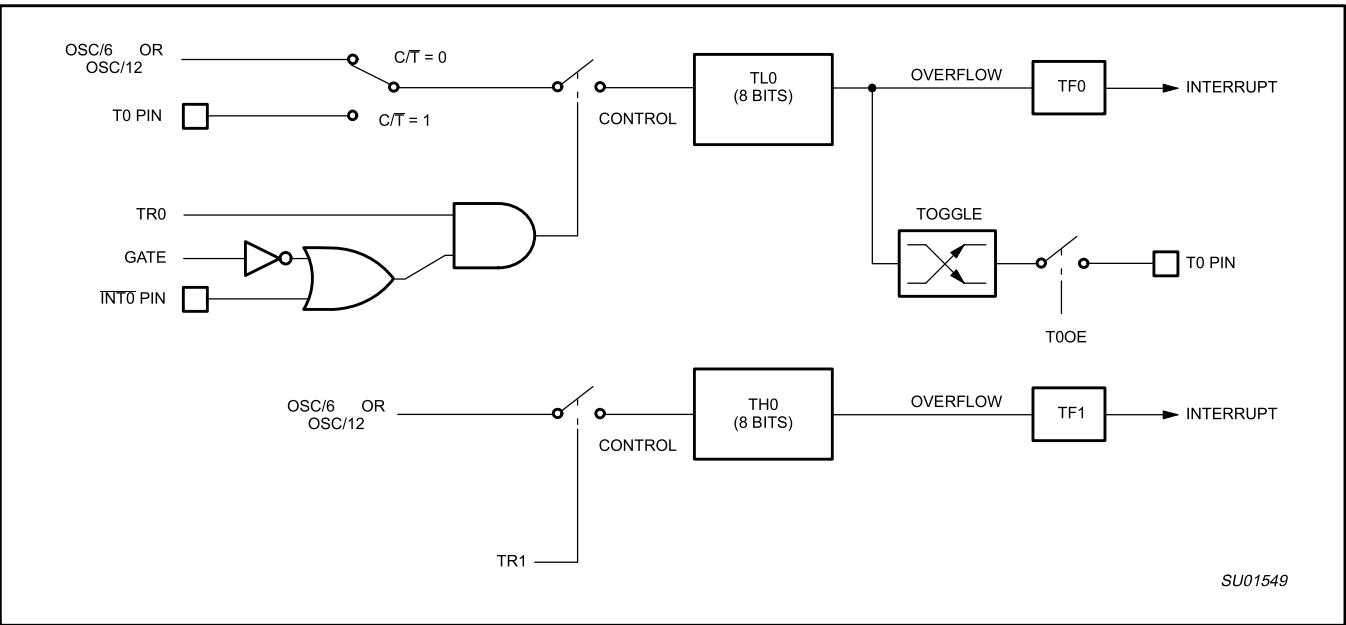 OSC/6 OR
OSC/12
C/T̅ = 0
T0 PIN
C/T̅ = 1
CONTROL
TL0
(8 BITS)
OVERFLOW
TF0
INTERRUPT
TR0
GATE
I̅N̅T̅0̅ PIN
TOGGLE
T0 PIN
T0OE
OSC/6 OR
OSC/12
CONTROL
TH0
(8 BITS)
OVERFLOW
TF1
INTERRUPT
TR1
SU01549